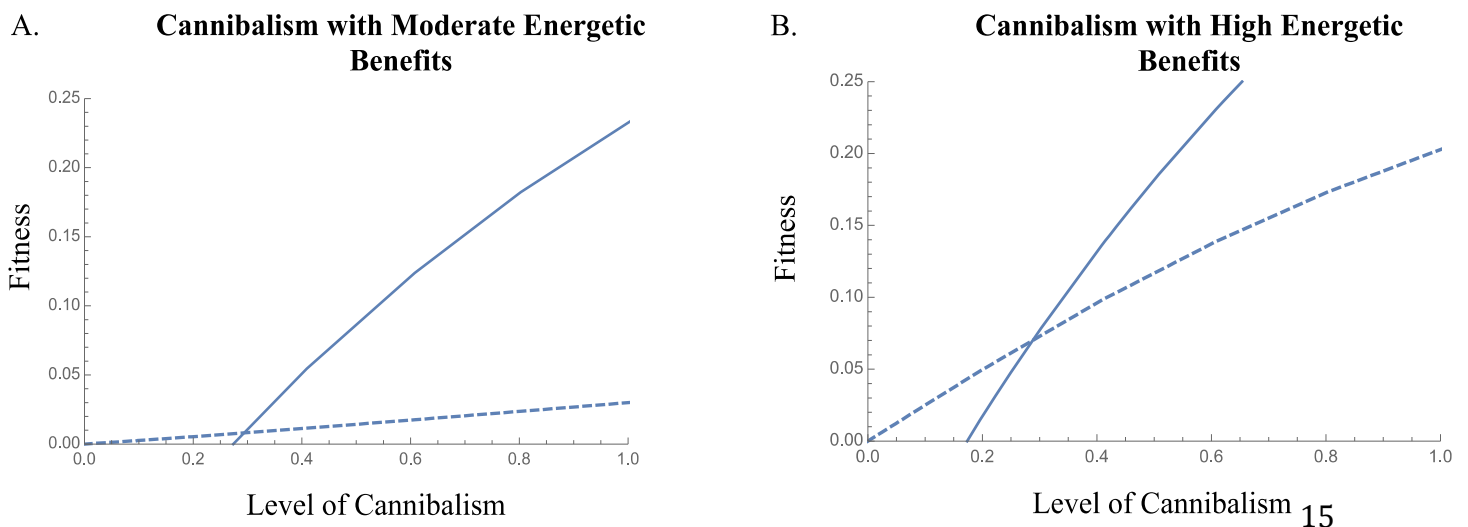 A.
Cannibalism with Moderate Energetic
Benefits
0.25
0.20
0.15
0.10
0.05
0.00
Fitness
0.0 0.2 0.4 0.6 0.8 1.0
Level of Cannibalism
B.
Cannibalism with High Energetic
Benefits
0.25
0.20
0.15
0.10
0.05
0.00
Fitness
0.0 0.2 0.4 0.6 0.8 1.0
Level of Cannibalism
15